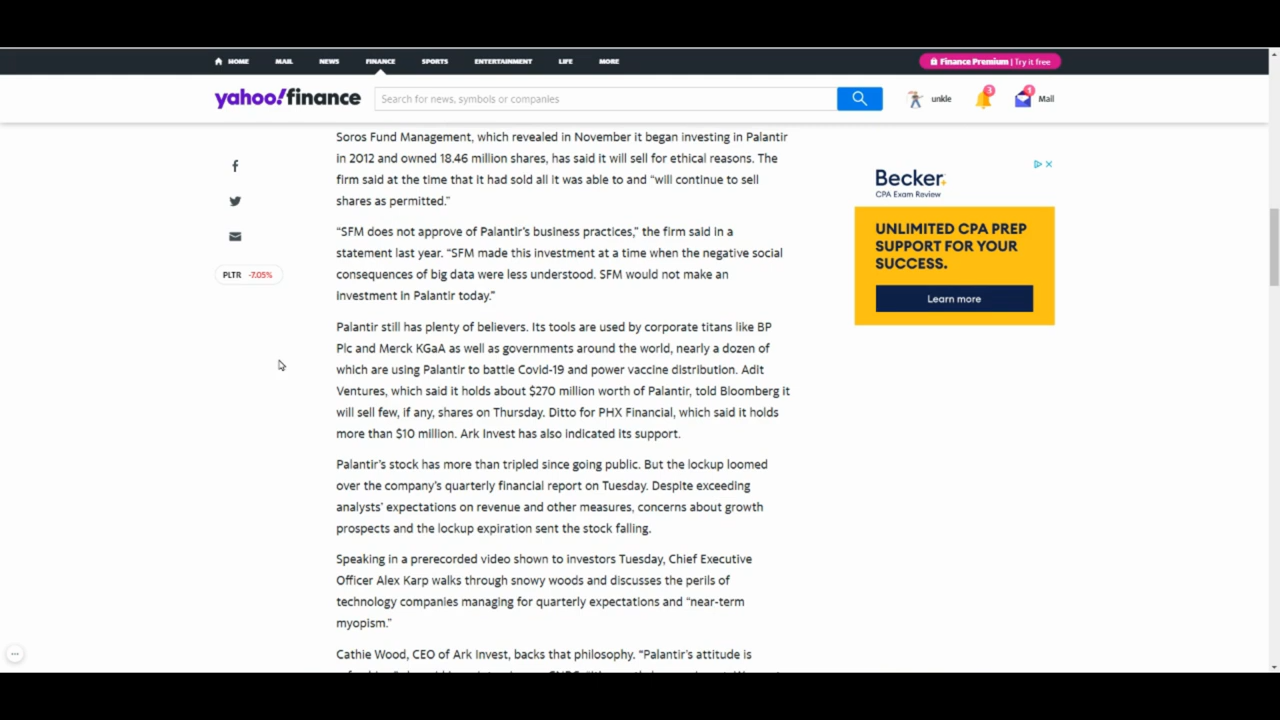 HOME MAIL NEWS FINANCE SPORTS ENTERTAINMENT LIFE MORE Finance Premium | Try it free
yahoo!finance Search for news, symbols or companies unkle 3 1 Mail
Soros Fund Management, which revealed in November it began investing in Palantir
in 2012 and owned 18.46 million shares, has said it will sell for ethical reasons. The
firm said at the time that it had sold all it was able to and “will continue to sell
shares as permitted.”
“SFM does not approve of Palantir’s business practices,” the firm said in a
statement last year. “SFM made this investment at a time when the negative social
consequences of big data were less understood. SFM would not make an
investment in Palantir today.”
PLTR -7.05%
Palantir still has plenty of believers. Its tools are used by corporate titans like BP
Plc and Merck KGaA as well as governments around the world, nearly a dozen of
which are using Palantir to battle Covid-19 and power vaccine distribution. Adit
Ventures, which said it holds about $270 million worth of Palantir, told Bloomberg it
will sell few, if any, shares on Thursday. Ditto for PHX Financial, which said it holds
more than $10 million. Ark Invest has also indicated its support.
Palantir’s stock has more than tripled since going public. But the lockup loomed
over the company’s quarterly financial report on Tuesday. Despite exceeding
analysts’ expectations on revenue and other measures, concerns about growth
prospects and the lockup expiration sent the stock falling.
Speaking in a prerecorded video shown to investors Tuesday, Chief Executive
Officer Alex Karp walks through snowy woods and discusses the perils of
technology companies managing for quarterly expectations and “near-term
myopism.”
Cathie Wood, CEO of Ark Invest, backs that philosophy. “Palantir’s attitude is
Becker
CPA Exam Review
UNLIMITED CPA PREP
SUPPORT FOR YOUR
SUCCESS.
Learn more